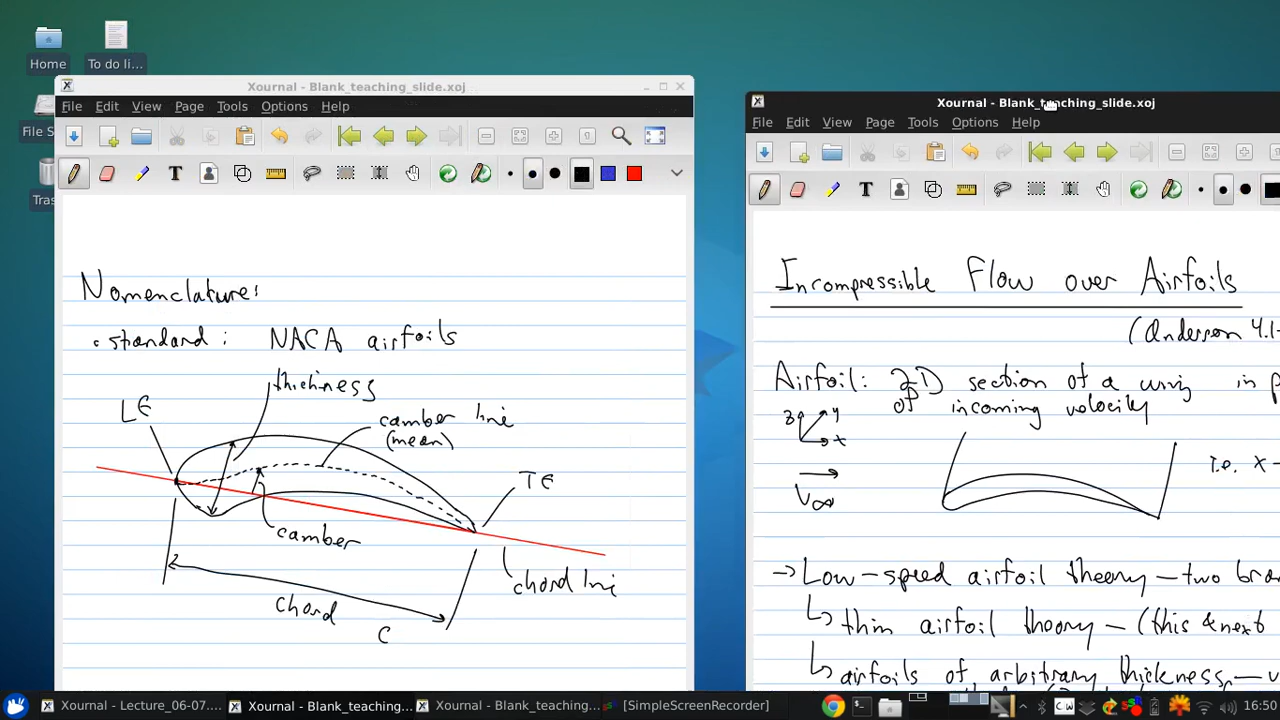 Home
To do li...
File S
Tras
Xournal - Blank_teaching_slide.xoj
File Edit View Page Tools Options Help
T
Nomenclature:
• standard: NACA airfoils
thickness
LE
camber line
(mean)
TE
camber
chord line
chord
c
Xournal - Blank_teaching_slide.xoj
File Edit View Page Tools Options Help
T
Incompressible Flow over Airfoils
(Anderson 4.1-
Airfoil: 2D section of a wing in p
of incoming velocity
z y
x
V∞
i.e. x-
→ Low-speed airfoil theory - two bra
↳ thin airfoil theory - (this & next
↳ airfoils of arbitrary thickness -
Lecture_06-07.... Xournal - Blank_teaching... Xournal - Blank_teaching... [SimpleScreenRecorder] 16:50